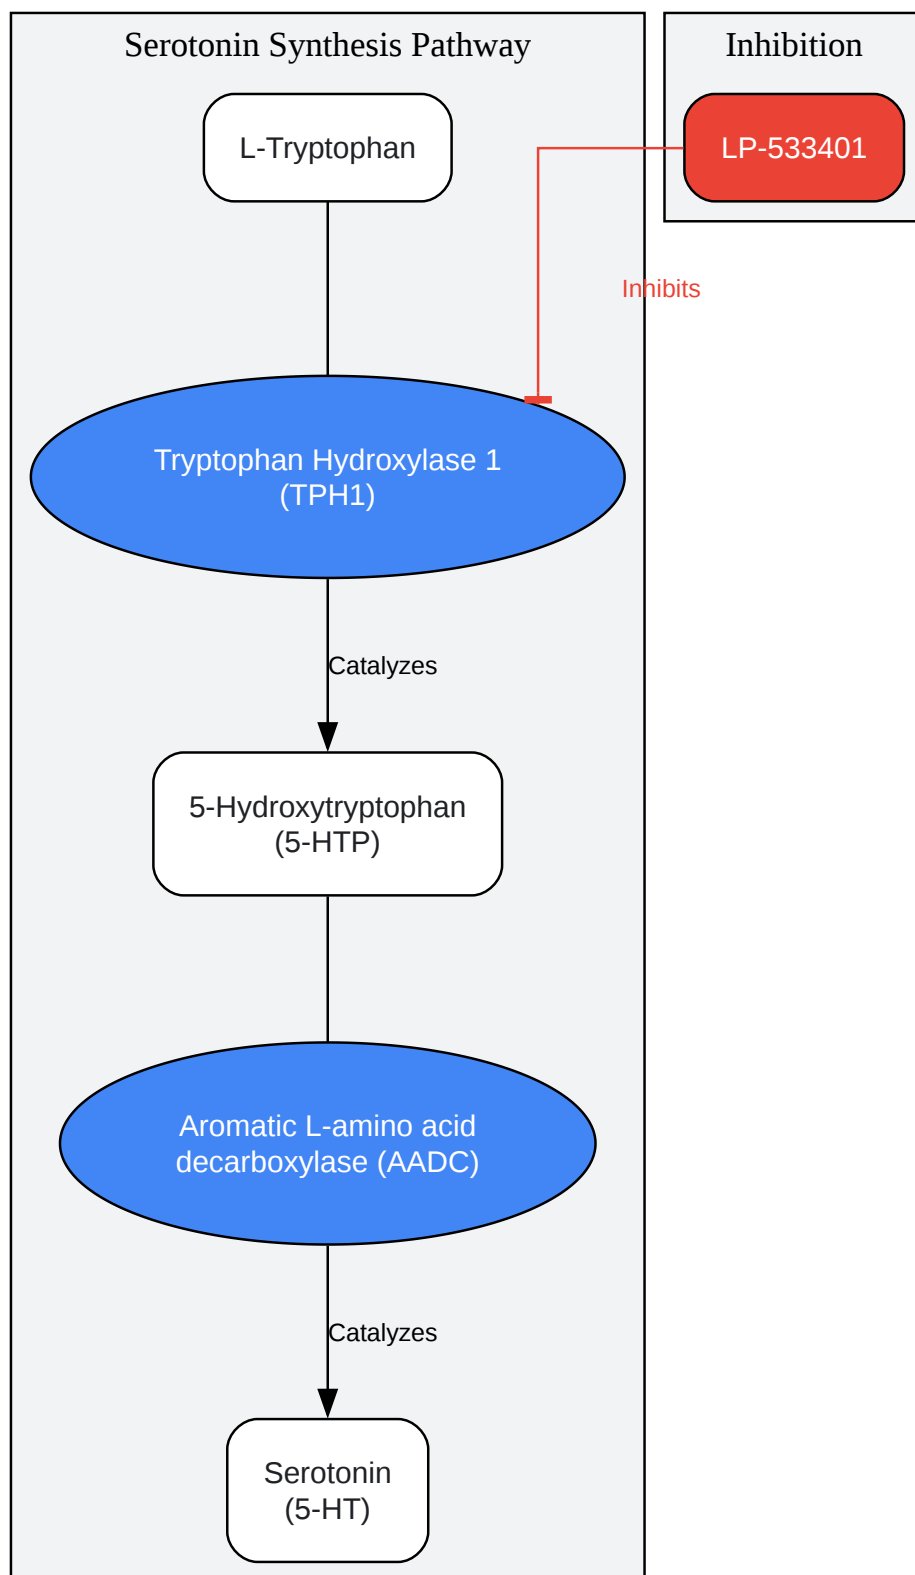 Serotonin Synthesis Pathway
Inhibition
L-Tryptophan
LP-533401
Inhibits
Tryptophan Hydroxylase 1
(TPH1)
Catalyzes
5-Hydroxytryptophan
(5-HTP)
Aromatic L-amino acid
decarboxylase (AADC)
Catalyzes
Serotonin
(5-HT)